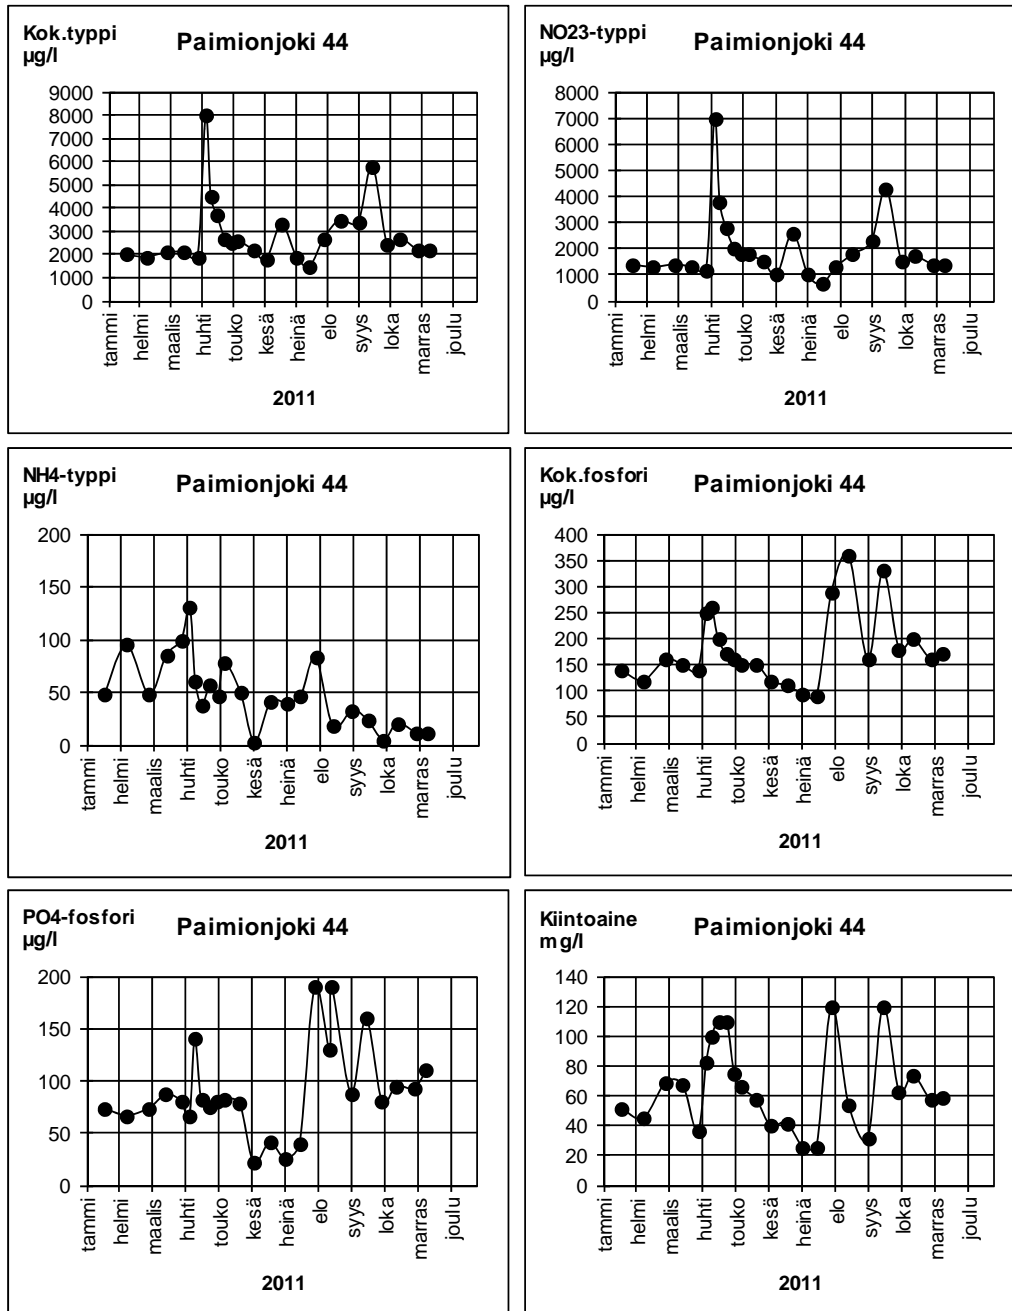 Kok.typpi
µg/l
Paimionjoki 44
9000
8000
7000
6000
5000
4000
3000
2000
1000
0
tammi
helmi
maalis
huhti
touko
kesä
heinä
elo
syys
loka
marras
joulu
2011
NO23-typpi
µg/l
Paimionjoki 44
8000
7000
6000
5000
4000
3000
2000
1000
0
tammi
helmi
maalis
huhti
touko
kesä
heinä
elo
syys
loka
marras
joulu
2011
NH4-typpi
µg/l
Paimionjoki 44
200
150
100
50
0
tammi
helmi
maalis
huhti
touko
kesä
heinä
elo
syys
loka
marras
joulu
2011
Kok.fosfori
µg/l
Paimionjoki 44
400
350
300
250
200
150
100
50
0
tammi
helmi
maalis
huhti
touko
kesä
heinä
elo
syys
loka
marras
joulu
2011
PO4-fosfori
µg/l
Paimionjoki 44
200
150
100
50
0
tammi
helmi
maalis
huhti
touko
kesä
heinä
elo
syys
loka
marras
joulu
2011
Kiintoaine
mg/l
Paimionjoki 44
140
120
100
80
60
40
20
0
tammi
helmi
maalis
huhti
touko
kesä
hoinä
elo
syys
loka
marras
joulu
2011